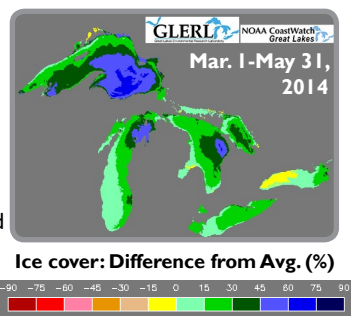 GLERL
NOAA CoastWatch
Great Lakes
Mar. 1-May 31,
2014
d
Ice cover: Difference from Avg. (%)
-90 -75 -60 -45 -30 -15 0 15 30 45 60 75 90